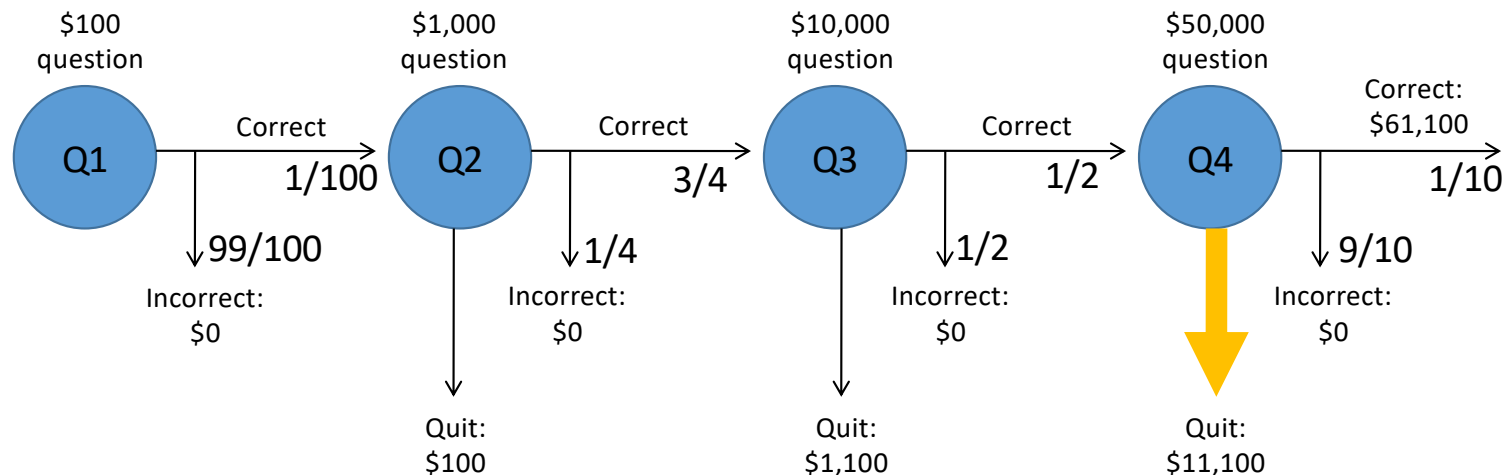 $100
question
$1,000
question
$10,000
question
$50,000
question
Q1
Correct
1/100
99/100
Incorrect:
$0
Q2
Correct
3/4
1/4
Incorrect:
$0
Quit:
$100
Q3
Correct
1/2
1/2
Incorrect:
$0
Quit:
$1,100
Q4
Correct:
$61,100
1/10
9/10
Incorrect:
$0
Quit:
$11,100